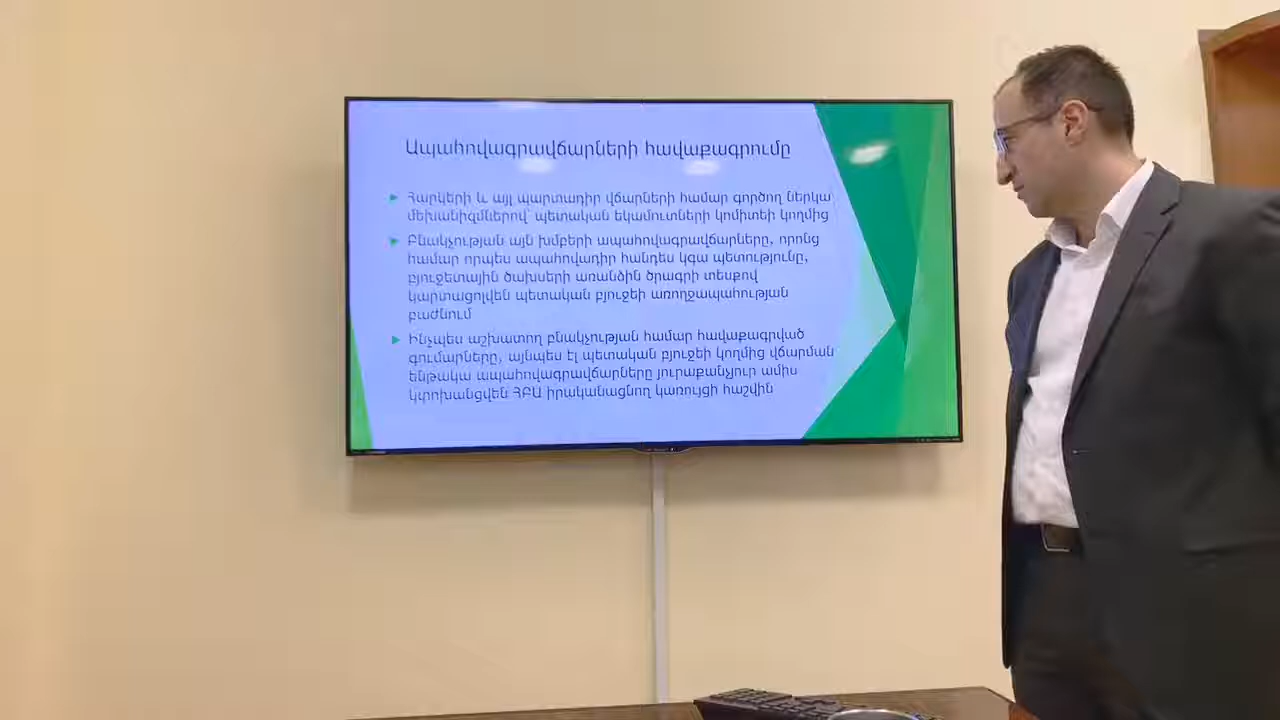 Ապահովագրավճարների հավաքագրումը
Հարկերի և այլ պարտադիր վճարների համար գործող ներկա
մեխանիզմներով՝ պետական եկամուտների կոմիտեի կողմից
Բնակչության այն խմբերի ապահովագրավճարները, որոնց
համար որպես ապահովադիր հանդես կգա պետությունը,
բյուջետային ծախսերի առանձին ծրագրի տեսքով
կարտացոլվեն պետական բյուջեի առողջապահության
բաժնում
Ինչպես աշխատող բնակչության համար հավաքագրված
գումարները, այնպես էլ պետական բյուջեի կողմից վճարման
ենթակա ապահովագրավճարները յուրաքանչյուր ամիս
կփոխանցվեն ՀԲԱ իրականացնող կառույցի հաշվին